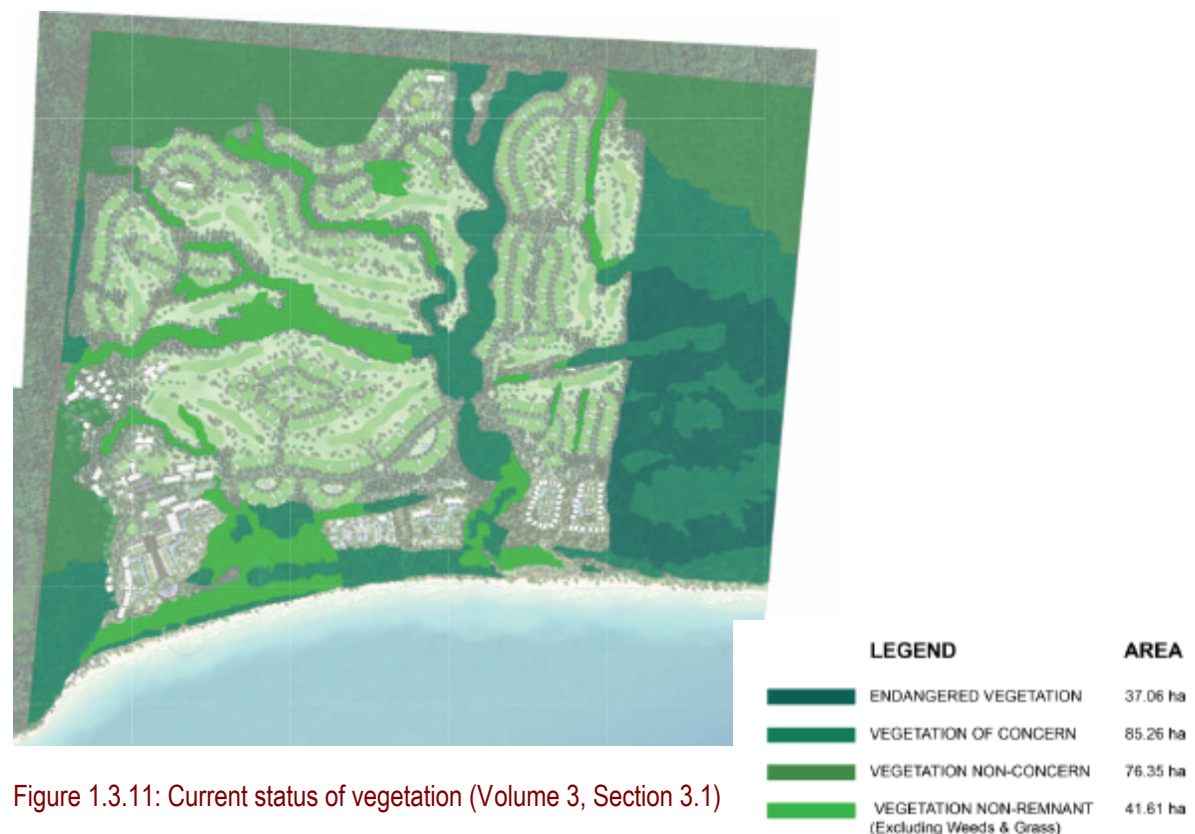 LEGEND AREA
ENDANGERED VEGETATION 37.06 ha
VEGETATION OF CONCERN 85.26 ha
VEGETATION NON-CONCERN 76.35 ha
VEGETATION NON-REMNANT 41.61 ha
(Excluding Weeds & Grass)
Figure 1.3.11: Current status of vegetation (Volume 3, Section 3.1)